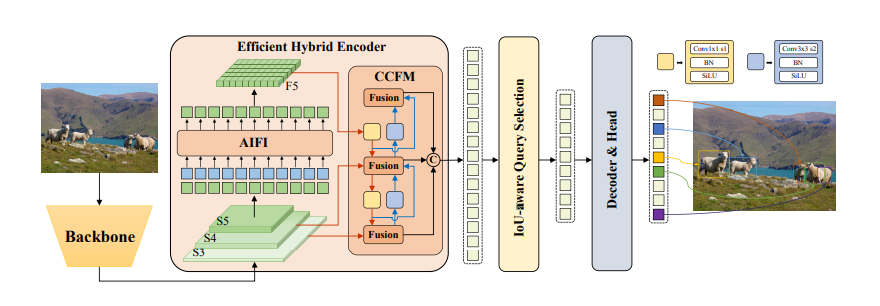 Efficient Hybrid Encoder
F5
CCFM
Fusion
AIFI
Fusion
C
S5
S4
S3
Fusion
Backbone
IoU-aware Query Selection
Decoder & Head
Conv1x1 s1
BN
SiLU
Conv3x3 s2
BN
SiLU